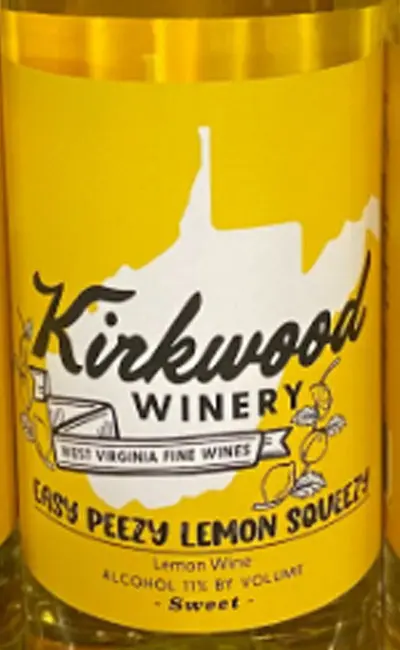 Kirkwood
WINERY
WEST VIRGINIA FINE WINES
EASY PEEZY LEMON SQUEEZY
Lemon Wine
ALCOHOL 11% BY VOLUME
- Sweet -